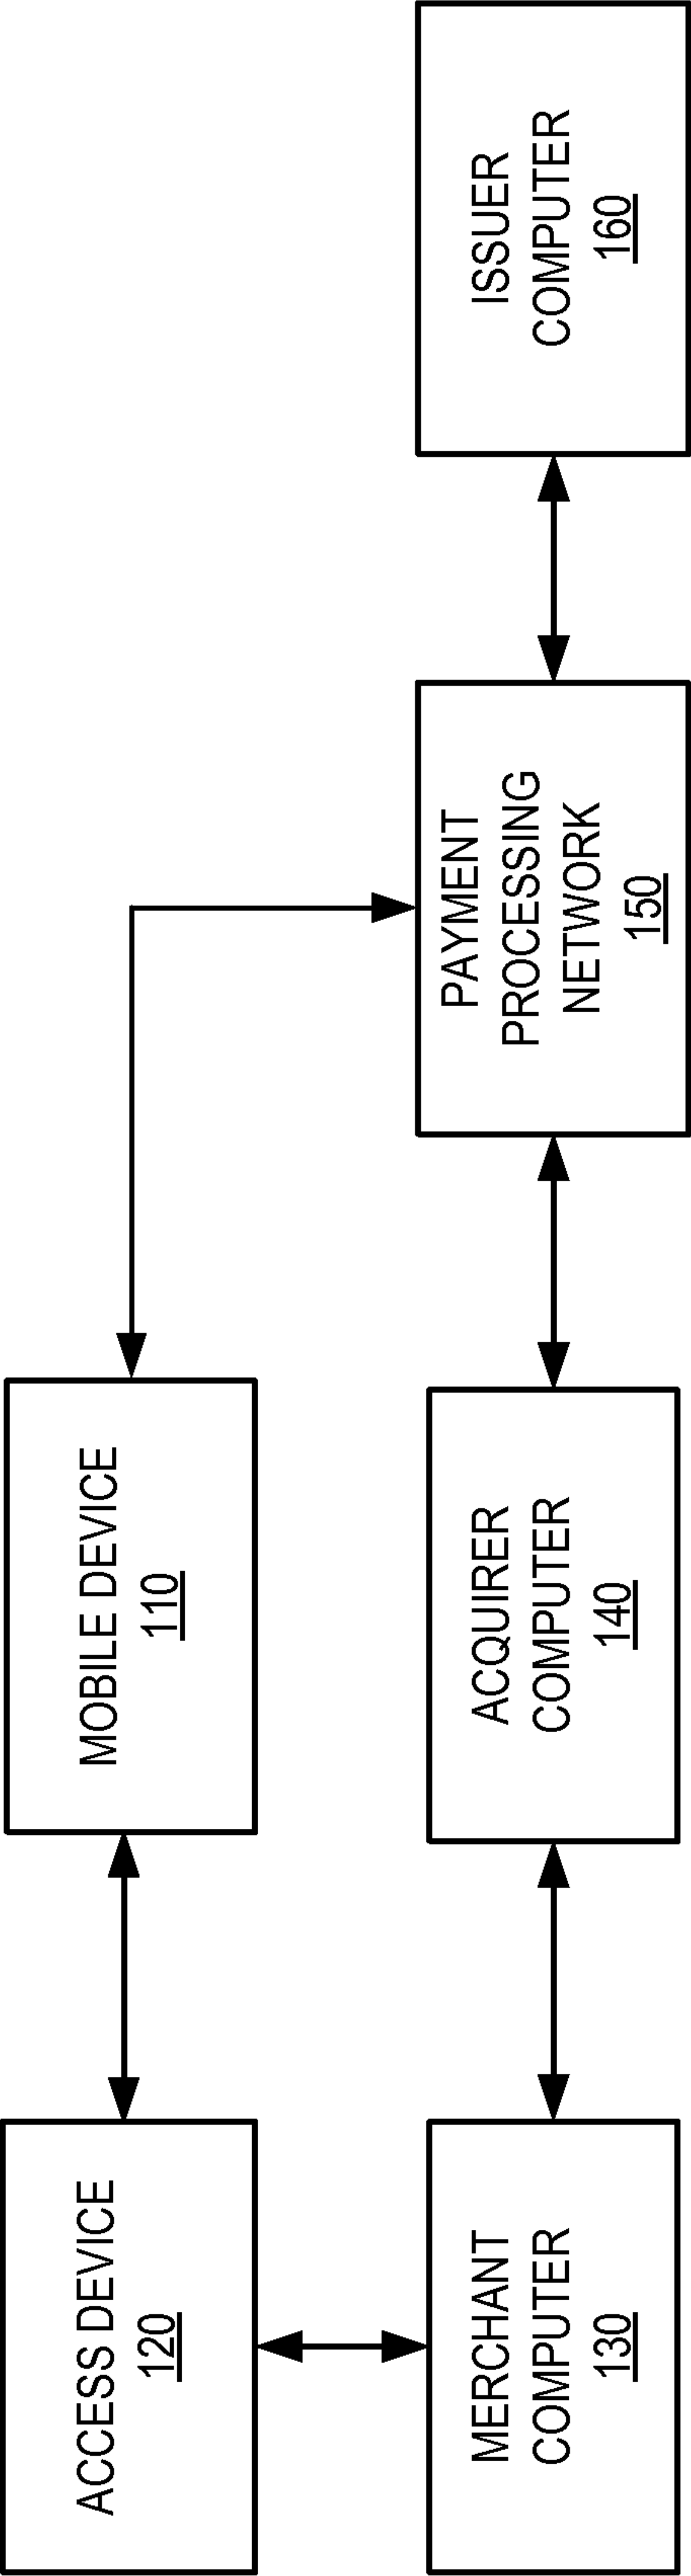 ACCESS DEVICE
120
MOBILE DEVICE
110
MERCHANT
COMPUTER
130
ACQUIRER
COMPUTER
140
PAYMENT
PROCESSING
NETWORK
150
ISSUER
COMPUTER
160